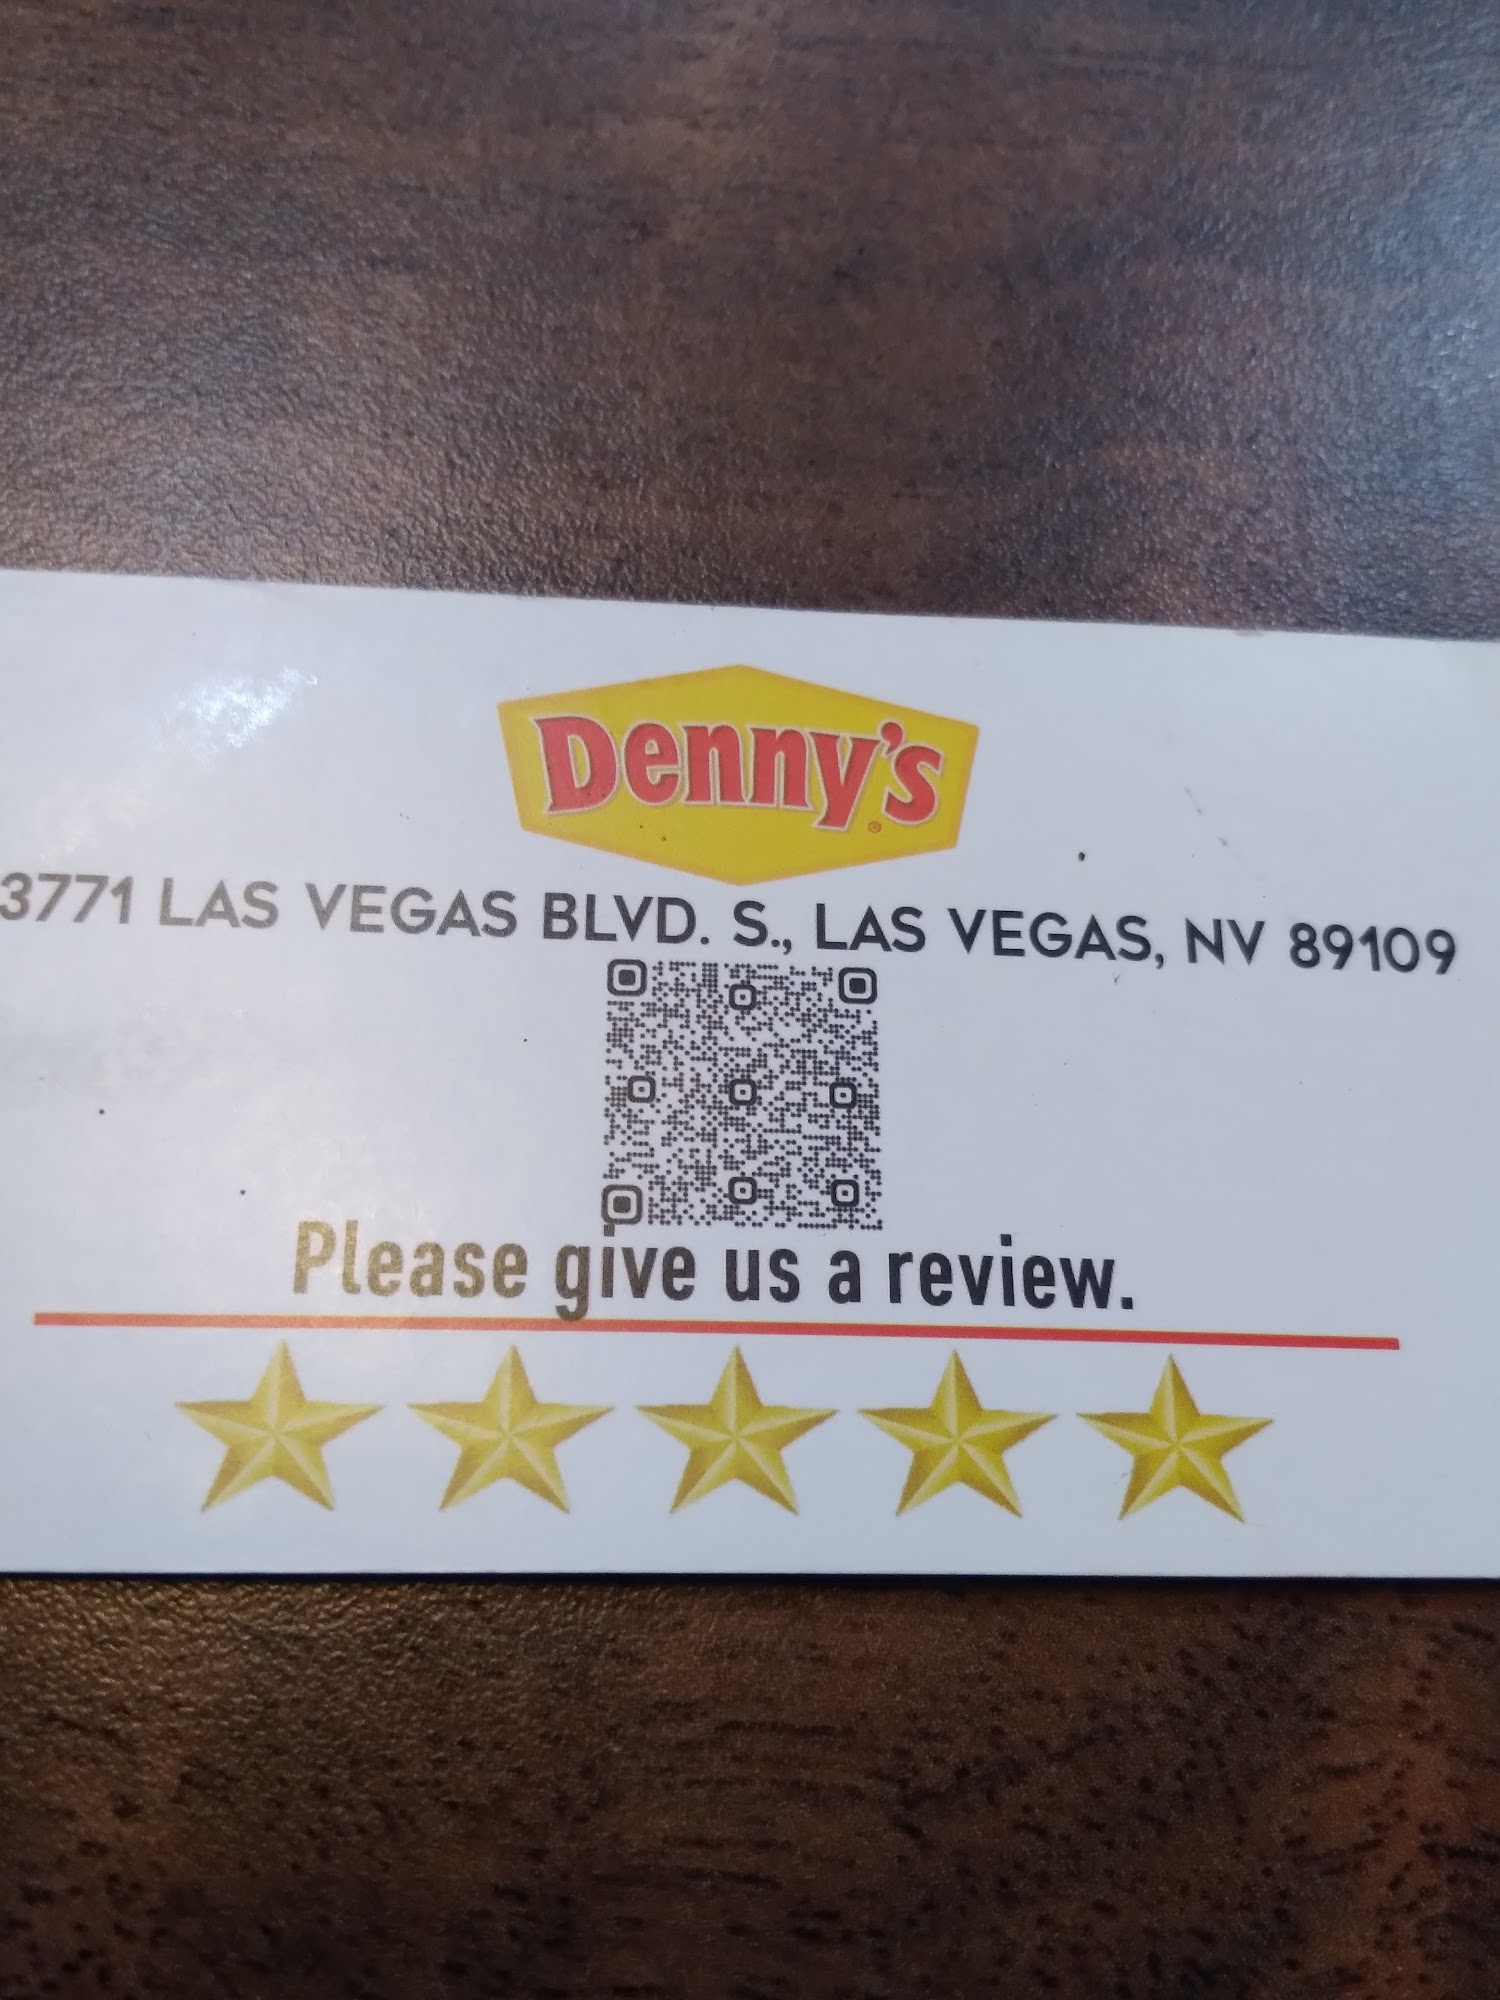 Denny's
3771 LAS VEGAS BLVD. S., LAS VEGAS, NV 89109
Please give us a review.